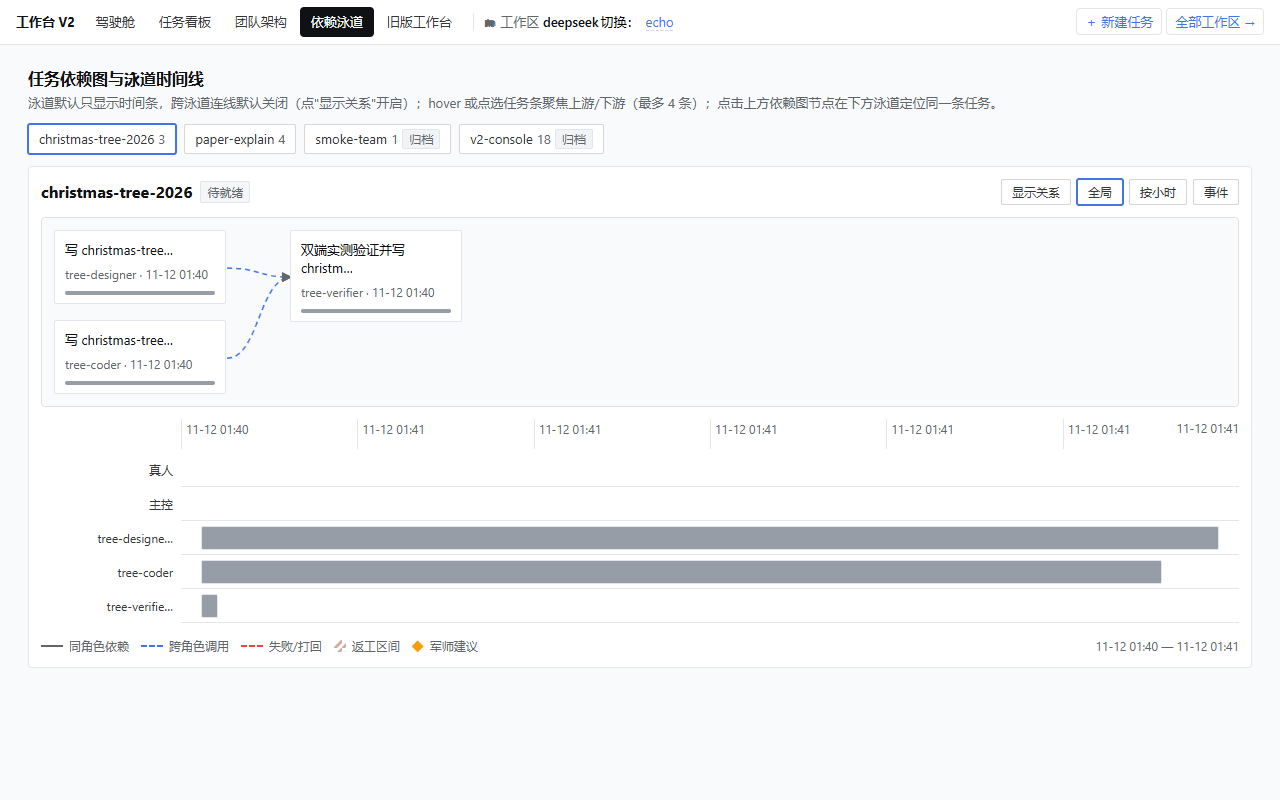 工作台 V2 驾驶舱 任务看板 团队架构 依赖泳道 旧版工作台 工作区 deepseek 切换: echo + 新建任务 全部工作区 →
任务依赖图与泳道时间线
泳道默认只显示时间条，跨泳道连线默认关闭（点"显示关系"开启）；hover 或点选任务条聚焦上游/下游（最多 4 条）；点击上方依赖图节点在下方泳道定位同一条任务。
christmas-tree-2026 3 paper-explain 4 smoke-team 1 归档 v2-console 18 归档
christmas-tree-2026 待就绪 显示关系 全局 按小时 事件
写 christmas-tree...
tree-designer · 11-12 01:40
双端实测验证并写
christm...
tree-verifier · 11-12 01:40
写 christmas-tree...
tree-coder · 11-12 01:40
11-12 01:40 11-12 01:41 11-12 01:41 11-12 01:41 11-12 01:41 11-12 01:41 11-12 01:41
真人
主控
tree-designe...
tree-coder
tree-verifie...
同角色依赖 跨角色调用 失败/打回 返工区间 军师建议 11-12 01:40 — 11-12 01:41